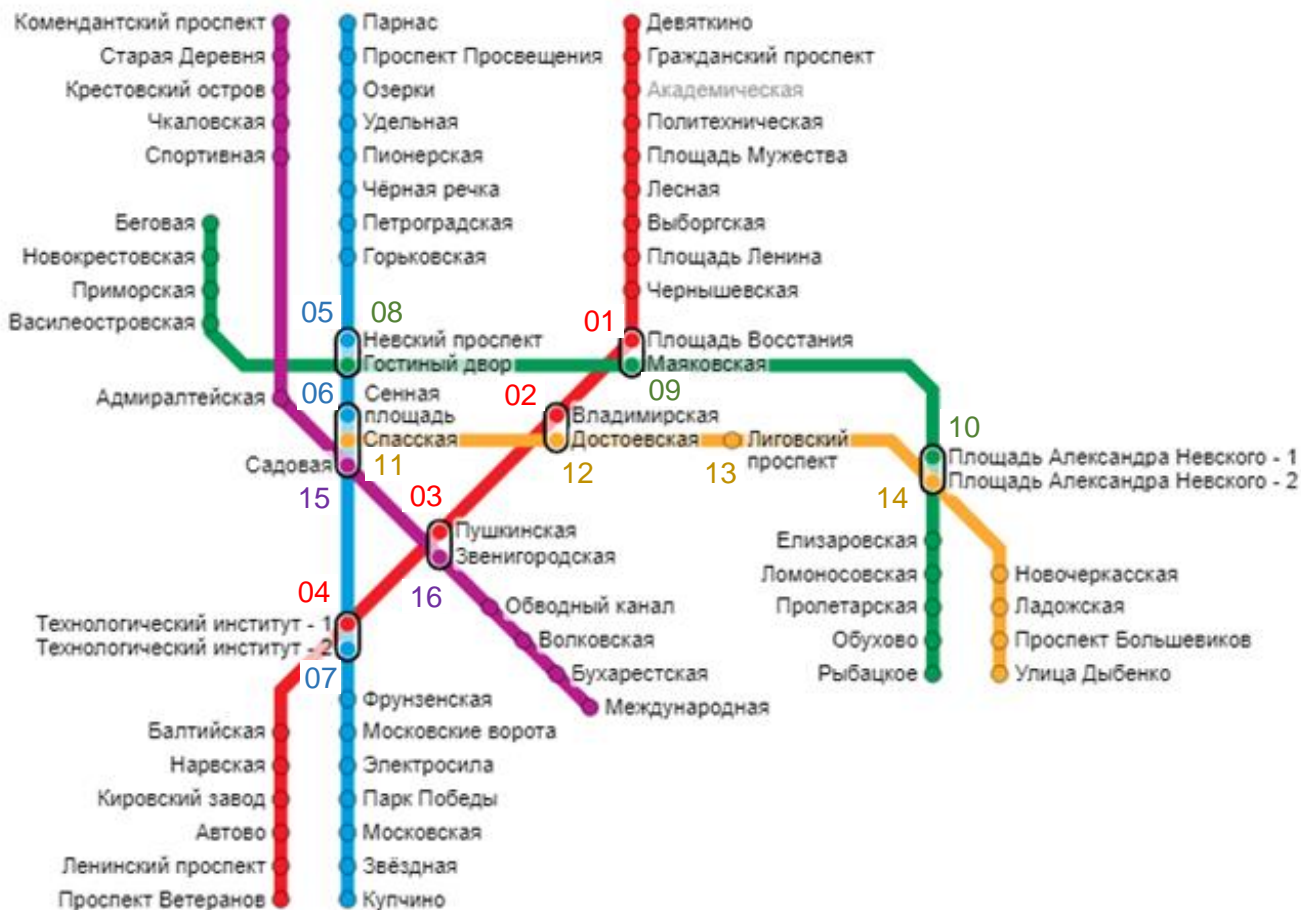 Комендантский проспект
Старая Деревня
Крестовский остров
Чкаловская
Спортивная
Беговая
Новокрестовская
Приморская
Василеостровская
Адмиралтейская
Садовая
15
Парнас
Проспект Просвещения
Озерки
Удельная
Пионерская
Чёрная речка
Петроградская
Горьковская
05
08
Невский проспект
Гостиный двор
06
Сенная
площадь
Спасская
11
Девяткино
Гражданский проспект
Академическая
Политехническая
Площадь Мужества
Лесная
Выборгская
Площадь Ленина
Чернышевская
01
Площадь Восстания
Маяковская
09
02
Владимирская
Достоевская
12
Лиговский
проспект
13
10
Площадь Александра Невского - 1
Площадь Александра Невского - 2
14
03
Пушкинская
Звенигородская
16
Обводный канал
Волковская
Бухарестская
Международная
04
Технологический институт - 1
Технологический институт - 2
07
Елизаровская
Ломоносовская
Пролетарская
Обухово
Рыбацкое
Новочеркасская
Ладожская
Проспект Большевиков
Улица Дыбенко
Балтийская
Нарвская
Кировский завод
Автово
Ленинский проспект
Проспект Ветеранов
Фрунзенская
Московские ворота
Электросила
Парк Победы
Московская
Звёздная
Купчино